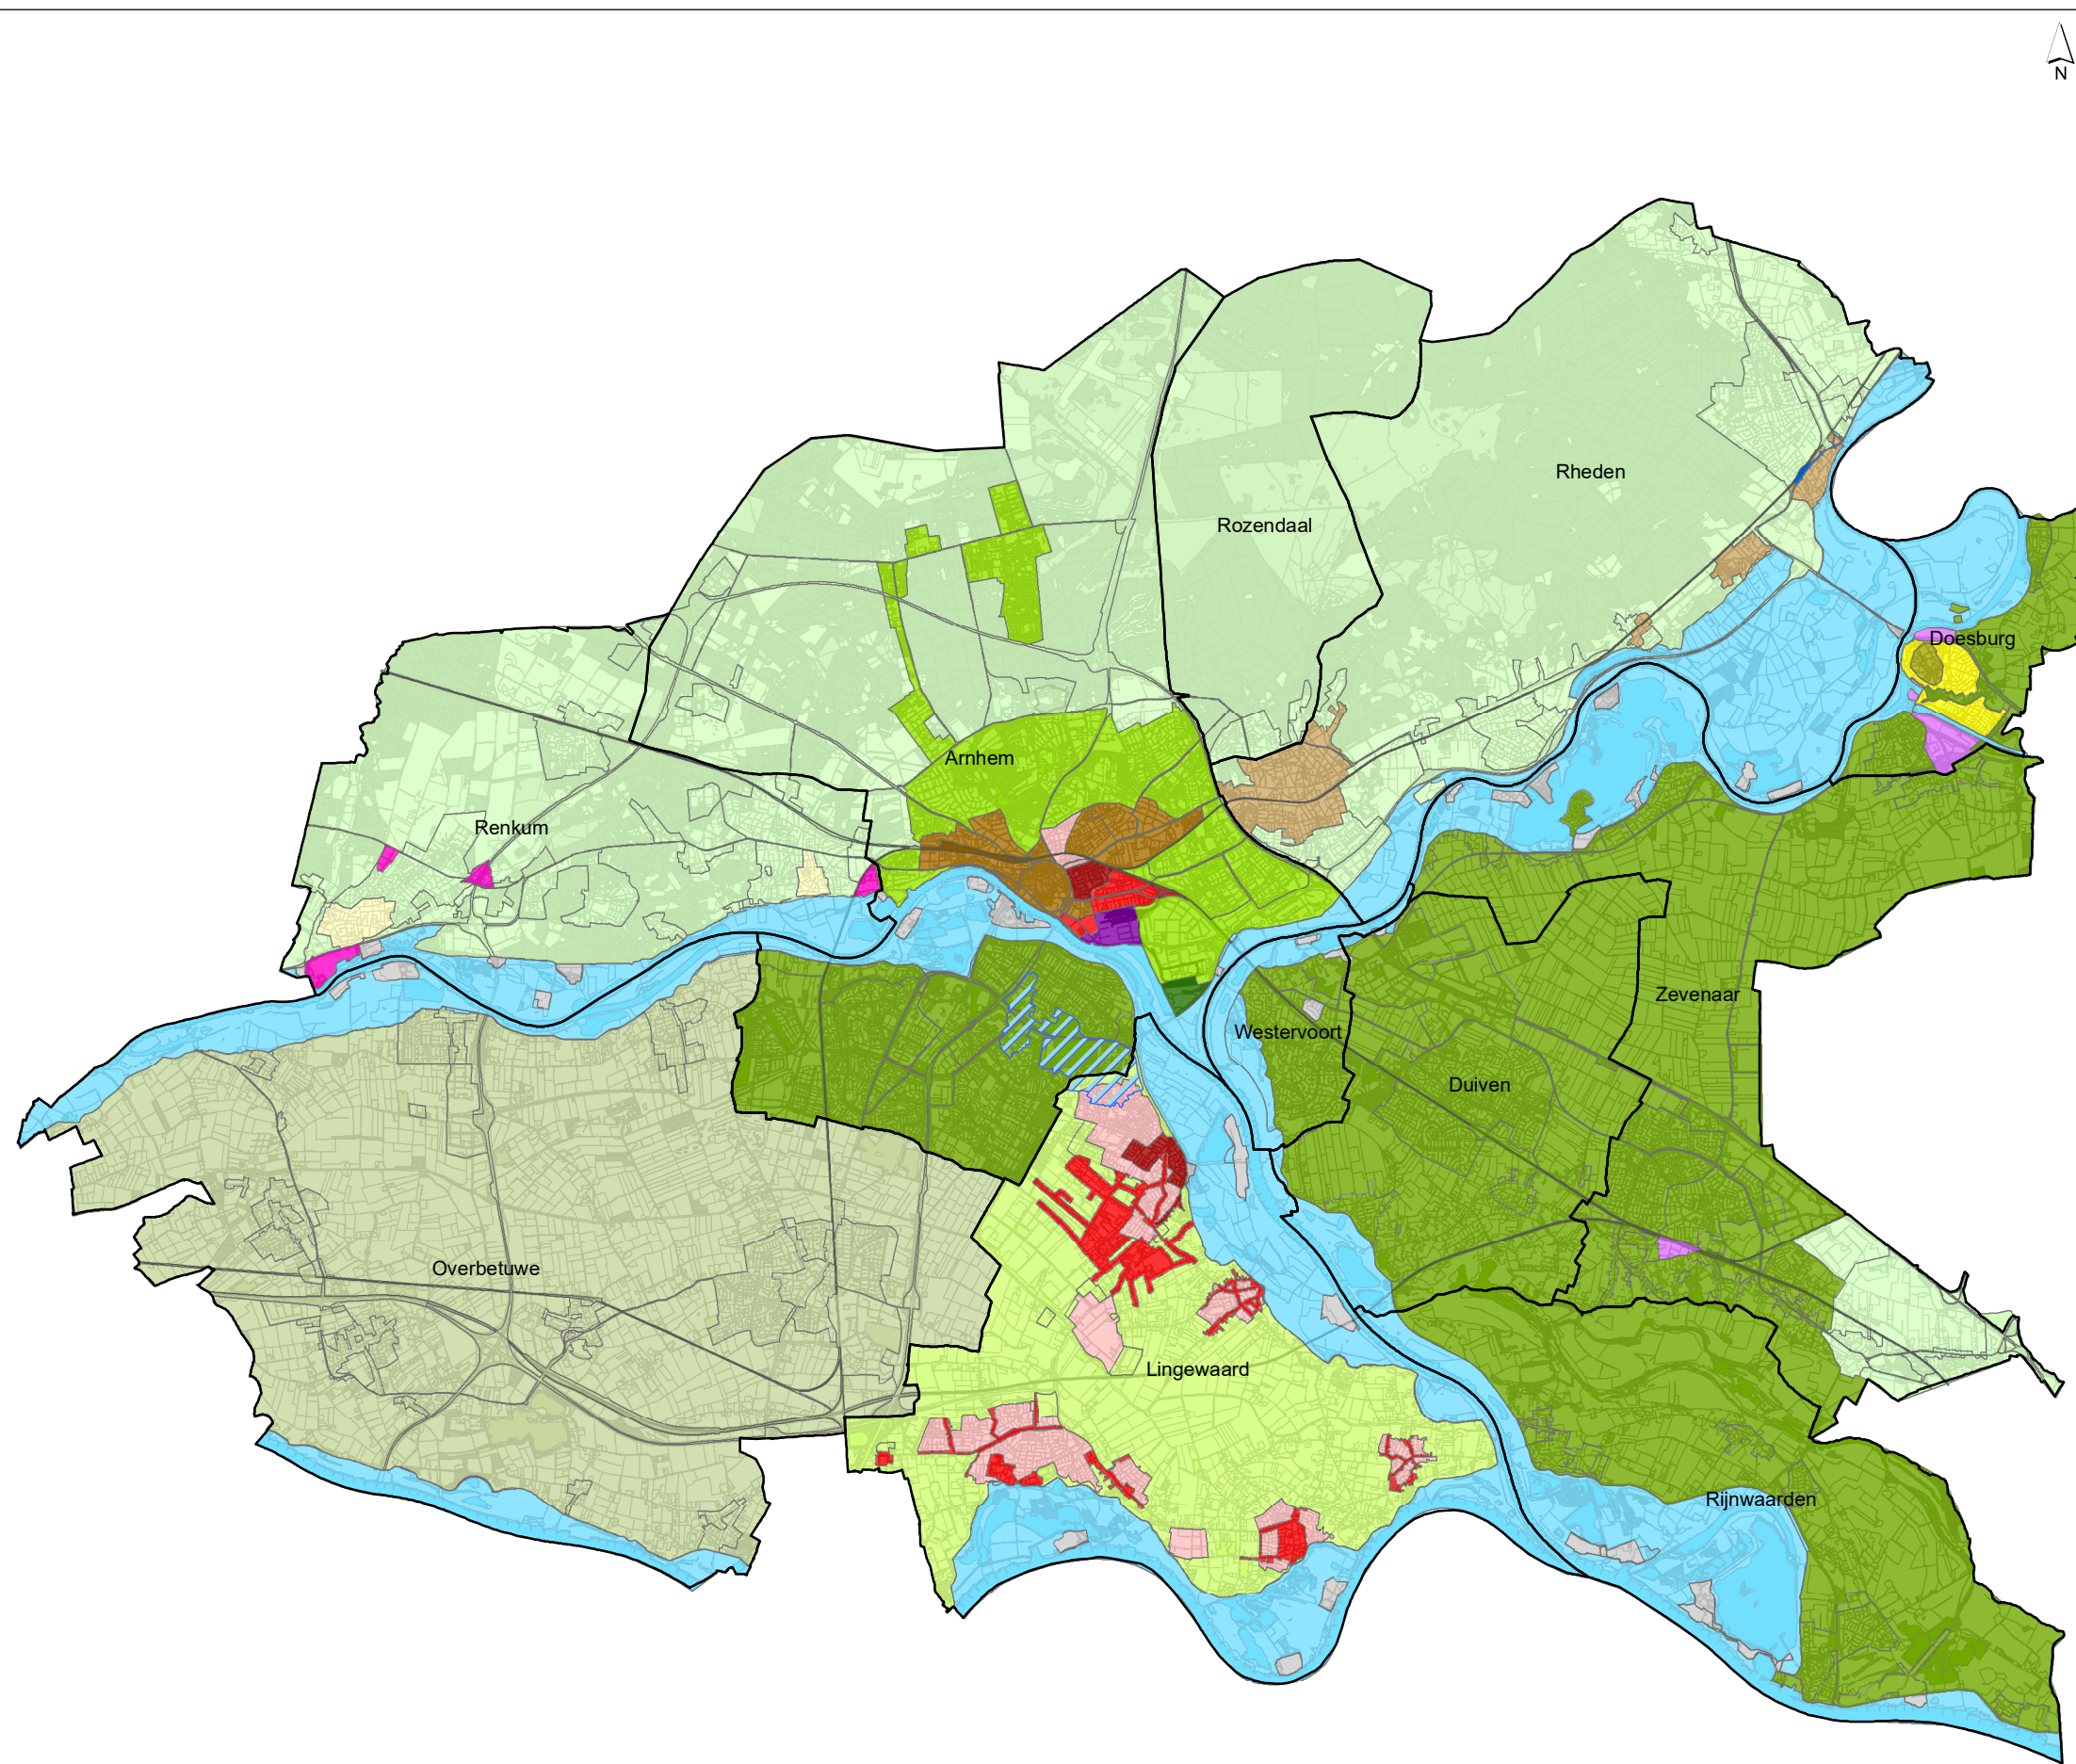 N
Rheden
Rozendaal
Doesburg
Arnhem
Renkum
Zevenaar
Westervoort
Duiven
Overbetuwe
Lingewaard
Rijnwaarden